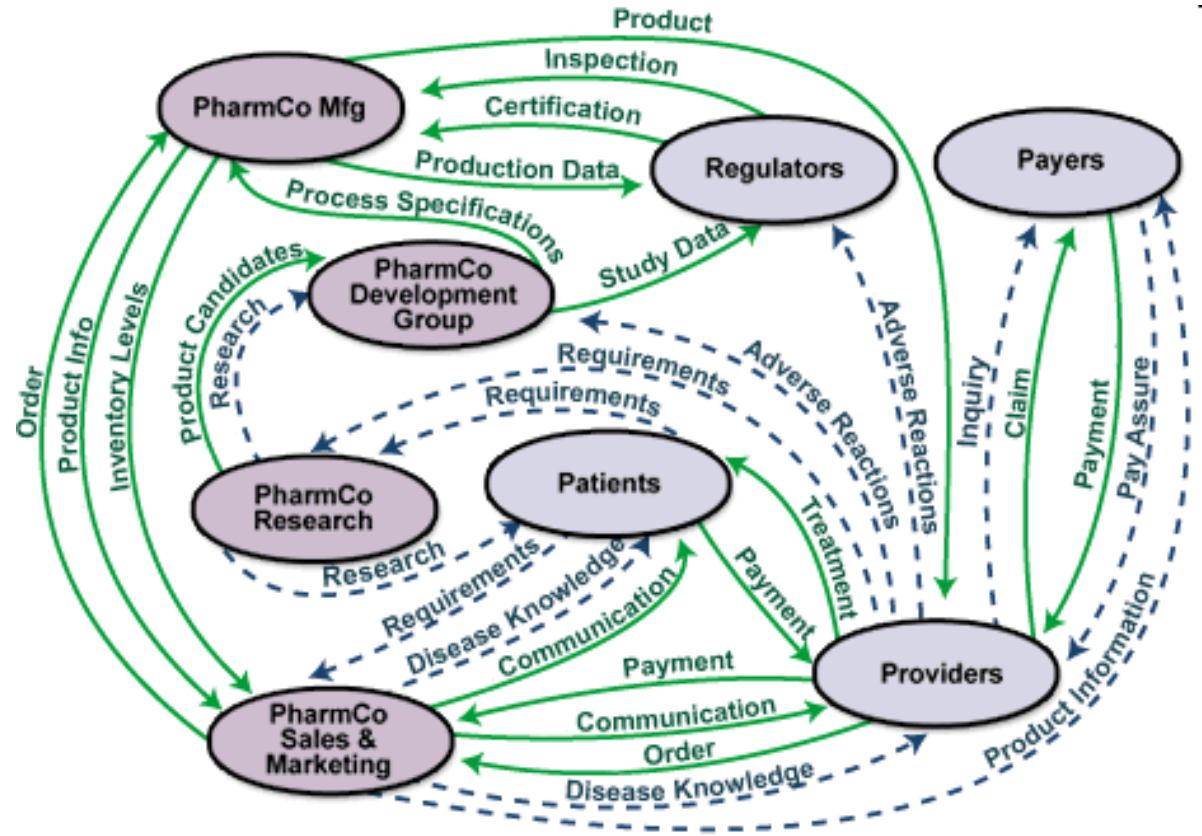 Product
Inspection
PharmCo Mfg
Certification
Production Data
Regulators
Payers
Process Specifications
Study Data
PharmCo
Development
Group
Product Candidates
Research
Order
Product Info
Inventory Levels
Requirements
Requirements
Adverse Reactions
Adverse Reactions
Inquiry
Claim
Payment
Pay Assure
PharmCo
Research
Patients
Research
Requirements
Disease Knowledge
Communication
Payment
Treatment
Providers
Product Information
Payment
Communication
Order
Disease Knowledge
PharmCo
Sales &
Marketing